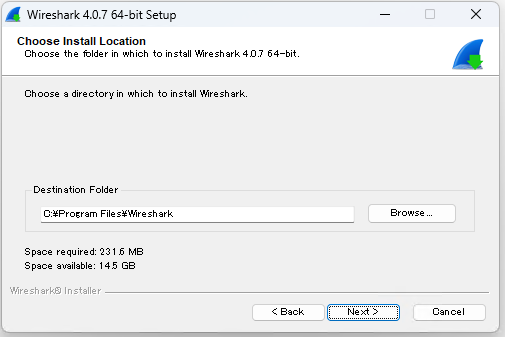 Wireshark 4.0.7 64-bit Setup
Choose Install Location
Choose the folder in which to install Wireshark 4.0.7 64-bit.
Choose a directory in which to install Wireshark.
Destination Folder
C:¥Program Files¥Wireshark
Browse...
Space required: 231.6 MB
Space available: 14.5 GB
Wireshark® Installer
< Back
Next >
Cancel